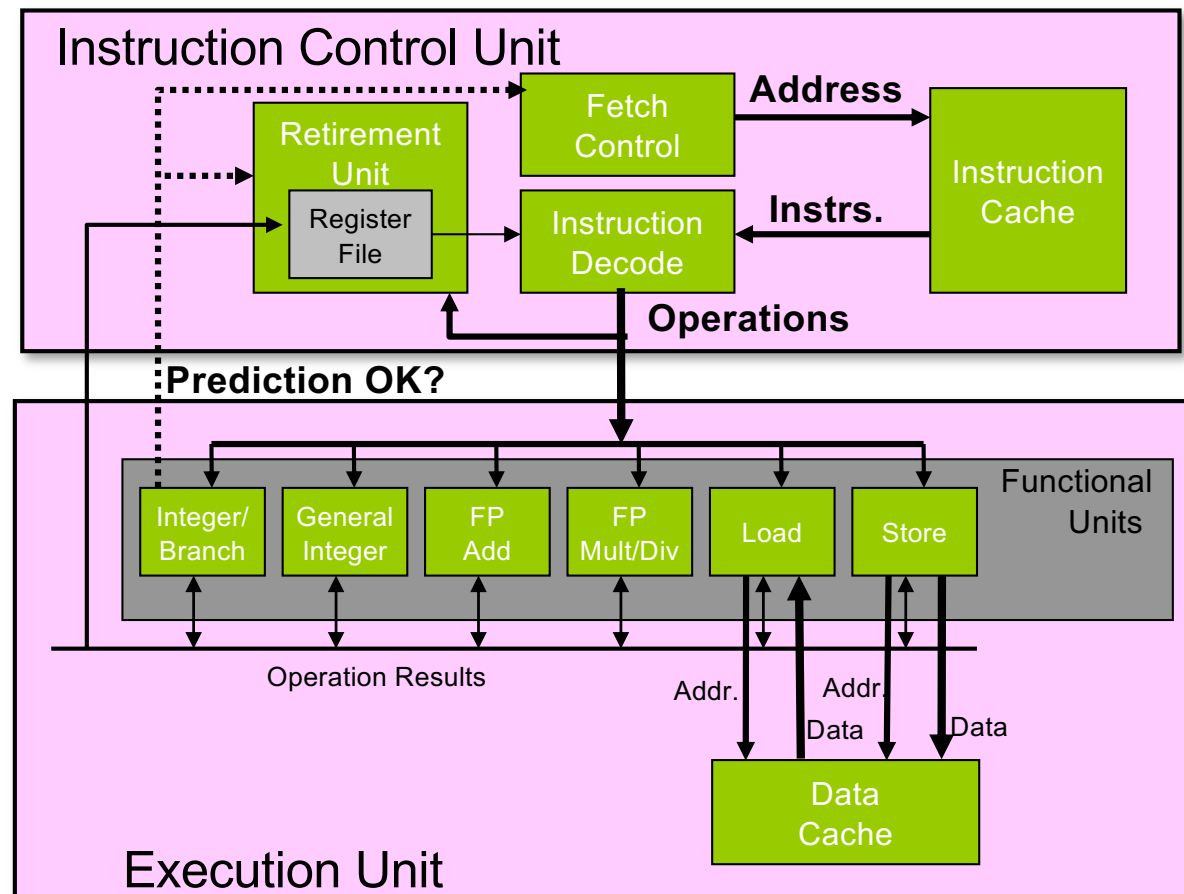 Instruction Control Unit
Retirement
Unit
Register
File
Fetch
Control
Address
Instruction
Cache
Instruction
Decode
Instrs.
Operations
Prediction OK?
Functional
Units
Integer/
Branch
General
Integer
FP
Add
FP
Mult/Div
Load
Store
Operation Results
Addr.
Data
Addr.
Data
Data
Cache
Execution Unit